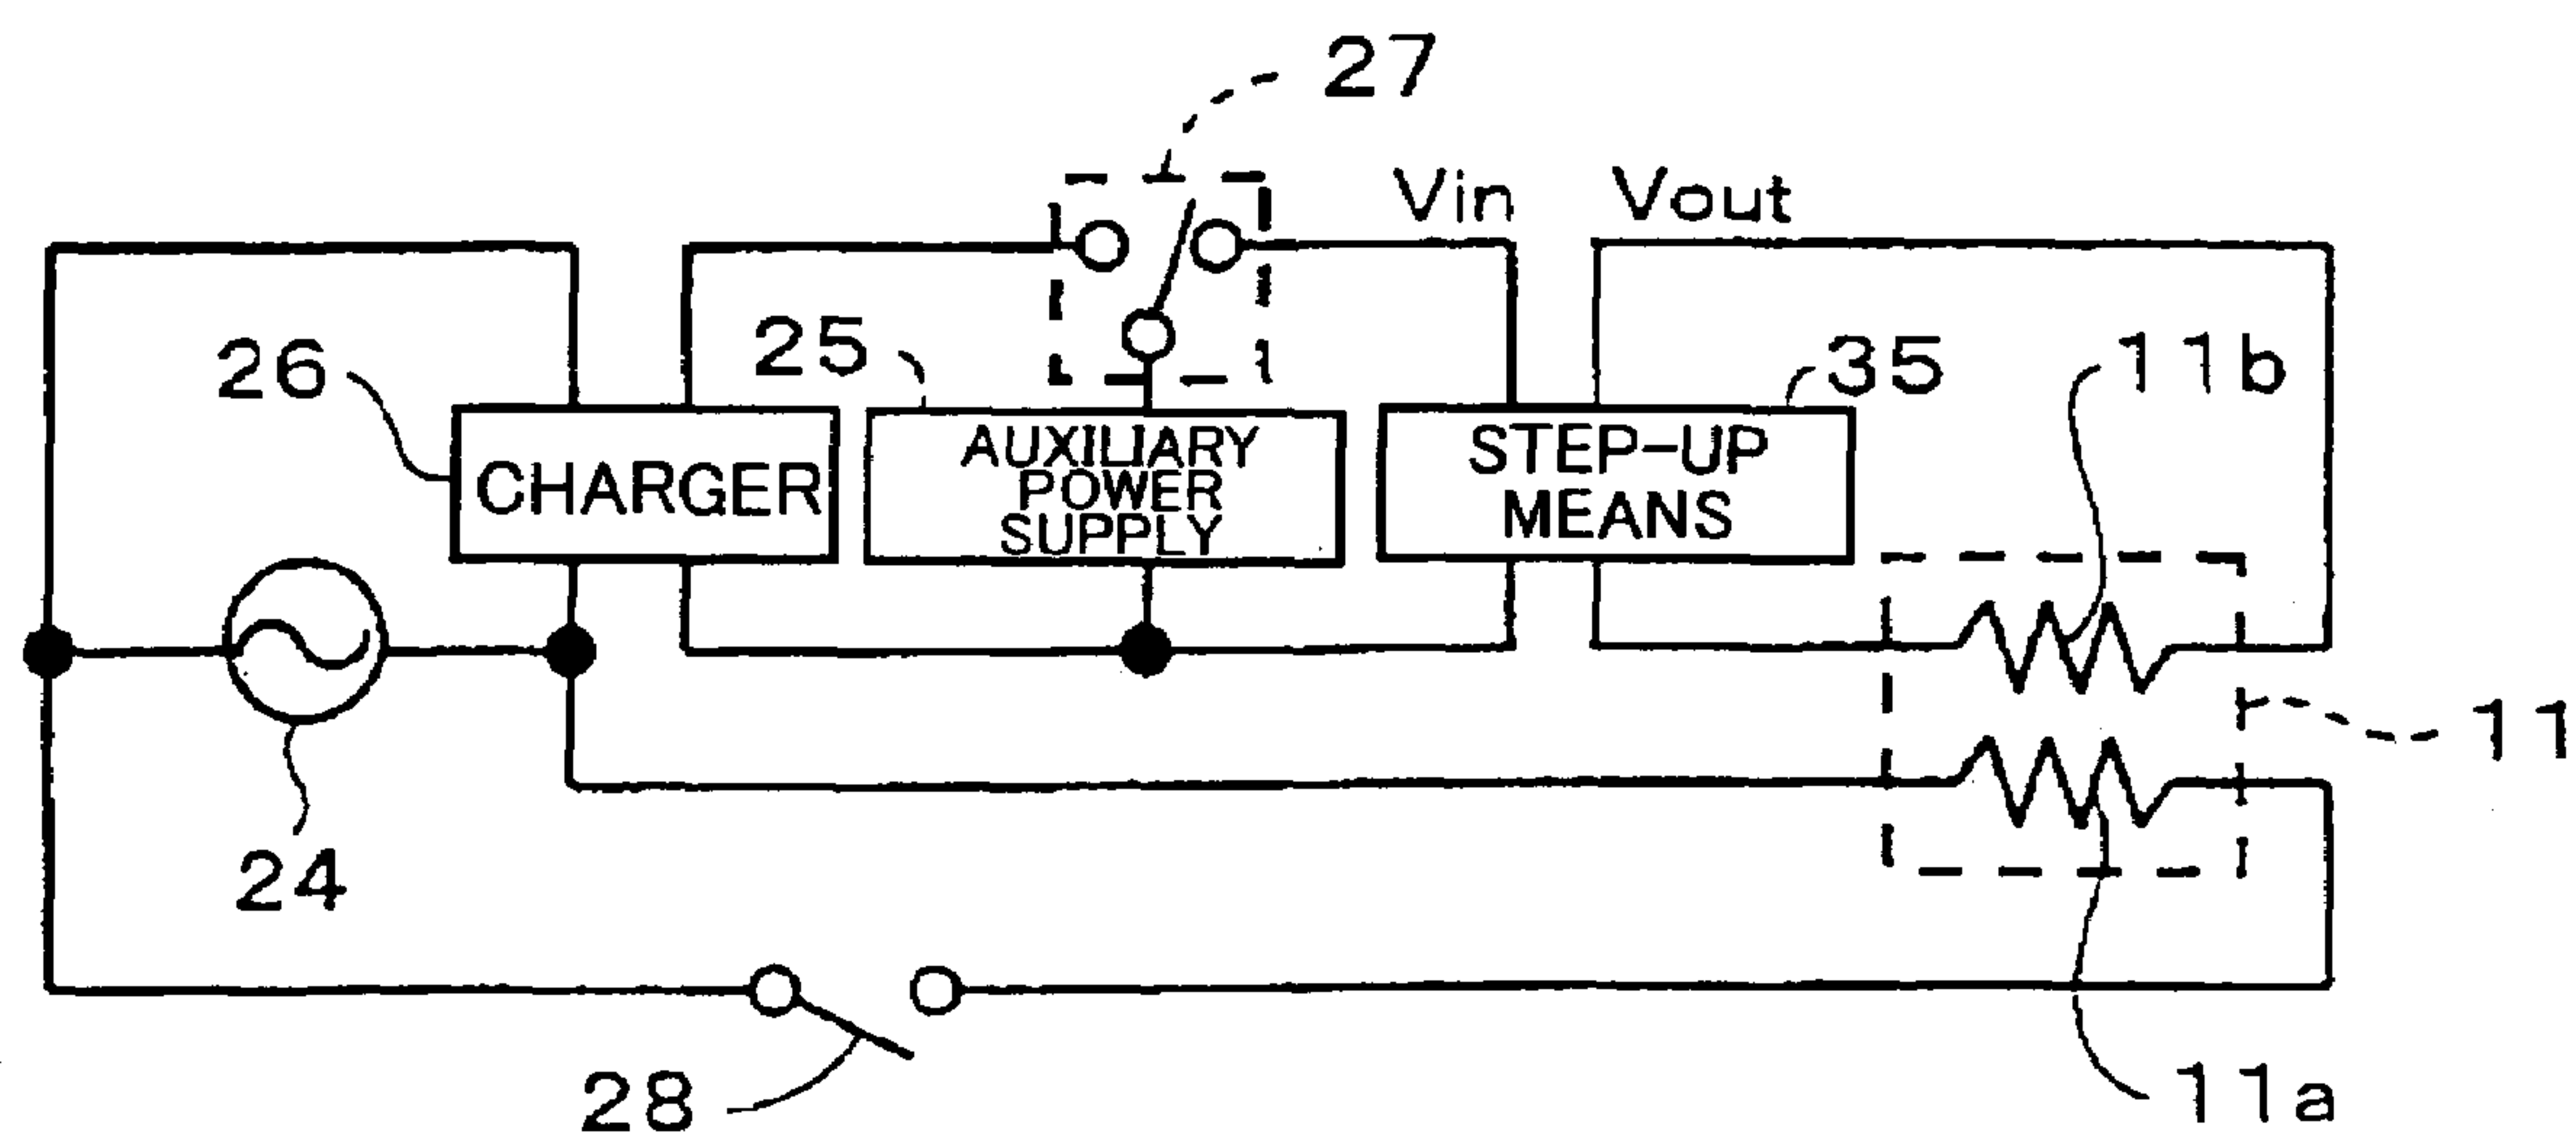 27
Vin Vout
26
25
35
11b
CHARGER
AUXILIARY
POWER
SUPPLY
STEP-UP
MEANS
11
24
28
11a